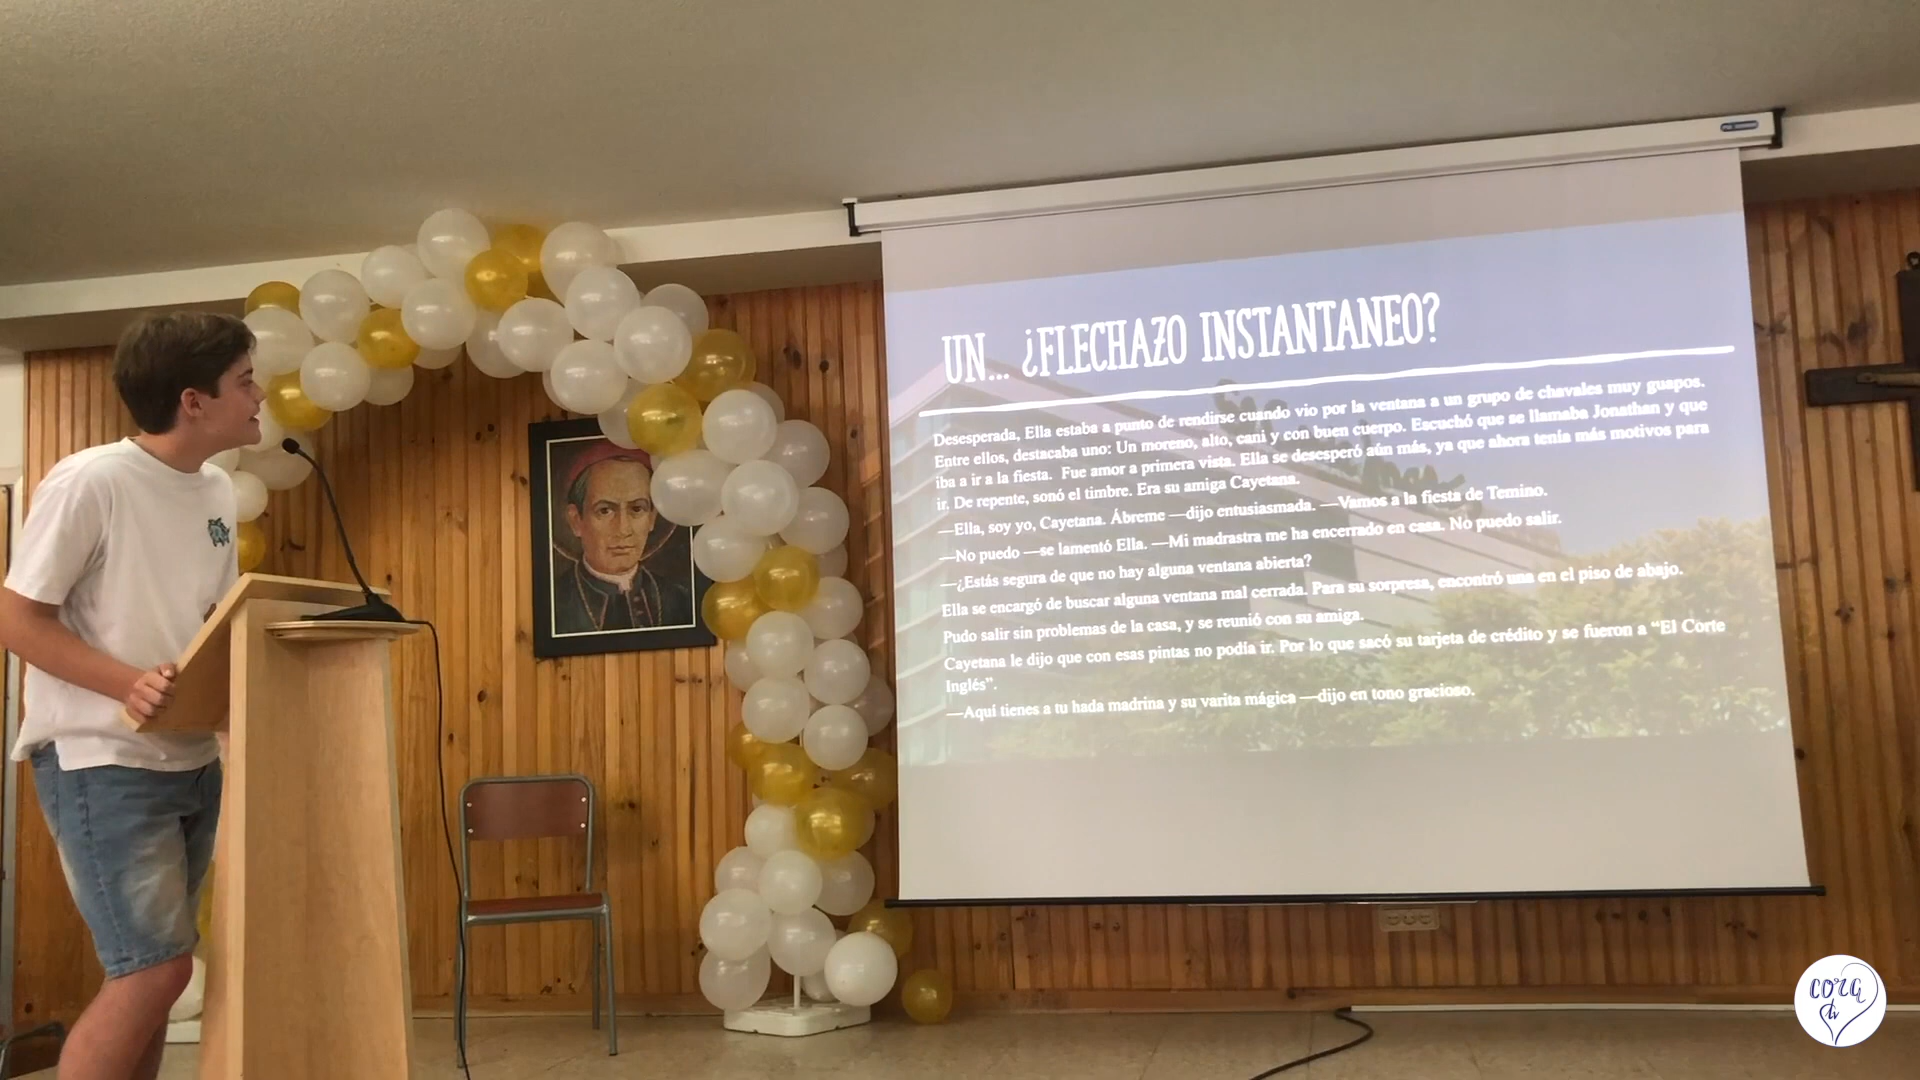 UN... ¿FLECHAZO INSTANTANEO?
Desesperada, Ella estaba a punto de rendirse cuando vio por la ventana a un grupo de chavales muy guapos.
Entre ellos, destacaba uno: Un moreno, alto, cani y con buen cuerpo. Escuchó que se llamaba Jonathan y que
iba a ir a la fiesta. Fue amor a primera vista. Ella se desesperó aún más, ya que ahora tenía más motivos para
ir. De repente, sonó el timbre. Era su amiga Cayetana.
—Ella, soy yo, Cayetana. Ábreme —dijo entusiasmada. —Vamos a la fiesta de Temino.
—No puedo —se lamentó Ella. —Mi madrastra me ha encerrado en casa. No puedo salir.
—¿Estás segura de que no hay alguna ventana abierta?
Ella se encargó de buscar alguna ventana mal cerrada. Para su sorpresa, encontró una en el piso de abajo.
Pudo salir sin problemas de la casa, y se reunió con su amiga.
Cayetana le dijo que con esas pintas no podía ir. Por lo que sacó su tarjeta de crédito y se fueron a “El Corte
Inglés”.
—Aquí tienes a tu hada madrina y su varita mágica —dijo en tono gracioso.
cora
tv